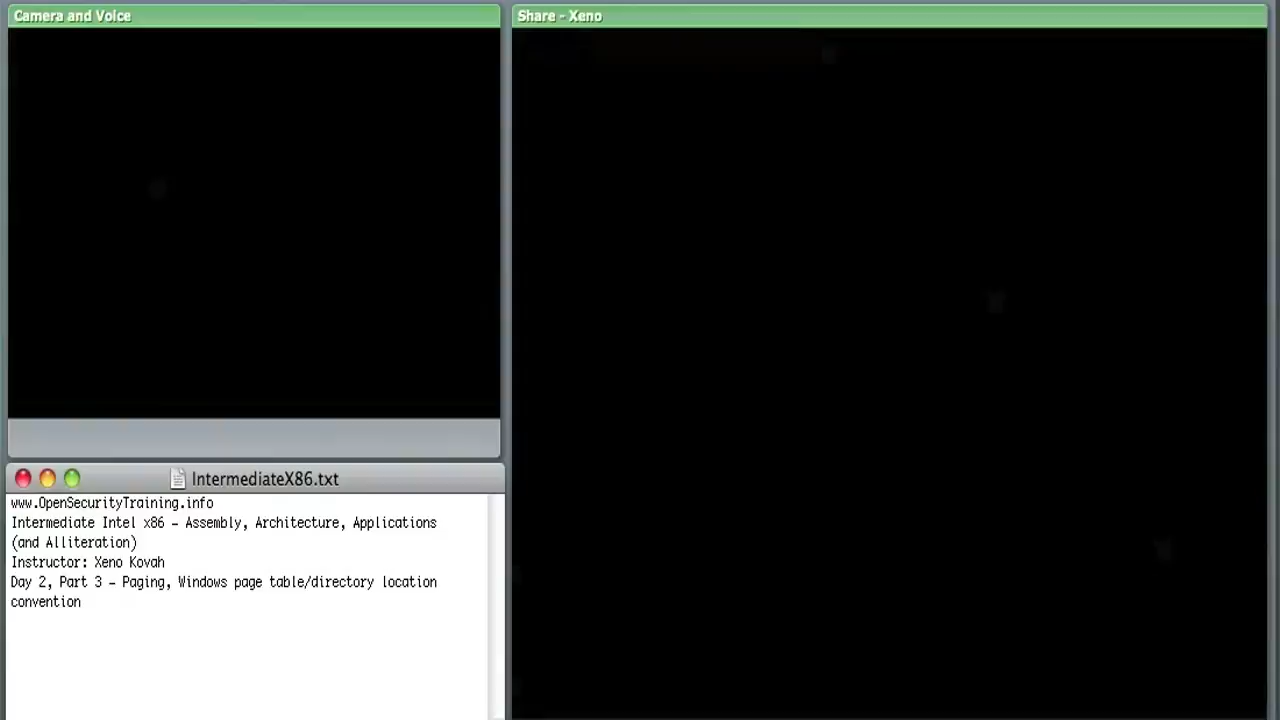 Camera and Voice
Share - Xeno
IntermediateX86.txt
www.OpenSecurityTraining.info
Intermediate Intel x86 – Assembly, Architecture, Applications
(and Alliteration)
Instructor: Xeno Kovah
Day 2, Part 3 – Paging, Windows page table/directory location
convention